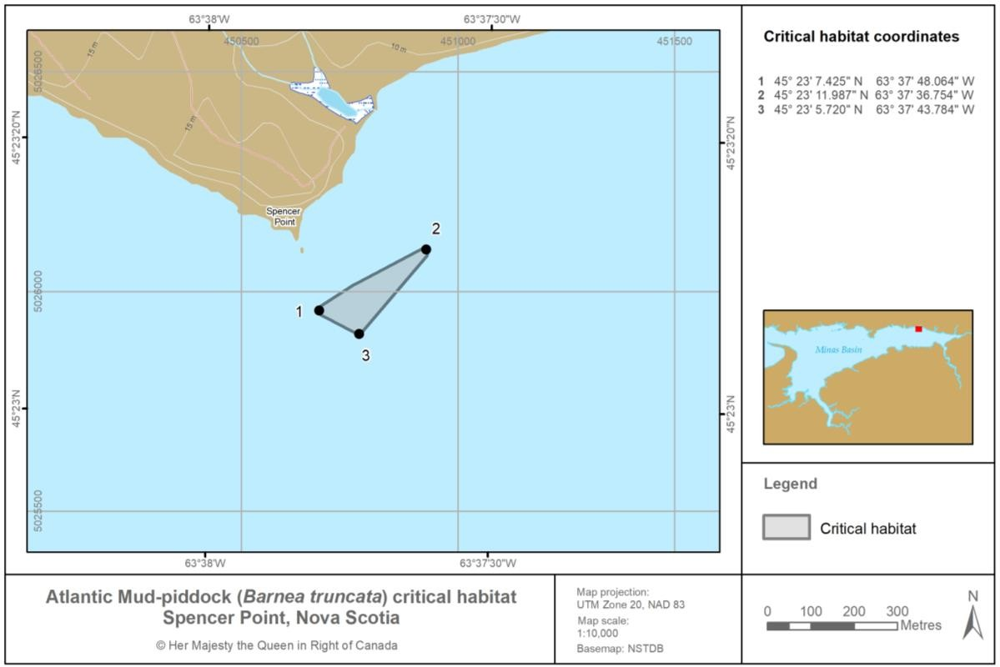 63°38'W
63°37'30"W
450500
451000
451500
15 m
10 m
5026500
15 m
45°23'20"N
45°23'20"N
Spencer
Point
2
5026000
1
3
45°23'N
45°23'N
5025500
63°38'W
63°37'30"W
Critical habitat coordinates
1 45° 23' 7.425" N 63° 37' 48.064" W
2 45° 23' 11.987" N 63° 37' 36.754" W
3 45° 23' 5.720" N 63° 37' 43.784" W
Minas Basin
Legend
Critical habitat
Atlantic Mud-piddock (Barnea truncata) critical habitat
Spencer Point, Nova Scotia
© Her Majesty the Queen in Right of Canada
Map projection:
UTM Zone 20, NAD 83
Map scale:
1:10,000
Basemap: NSTDB
0 100 200 300
Metres
N